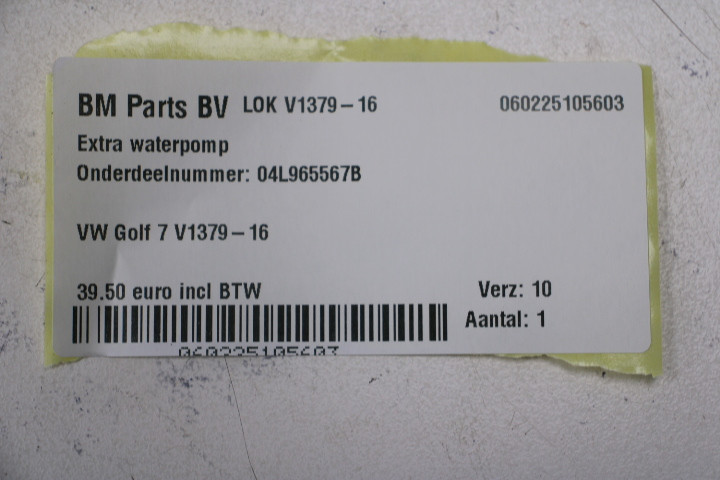 BM Parts BV LOK V1379-16 060225105603
Extra waterpomp
Onderdeelnummer: 04L965567B
VW Golf 7 V1379-16
39.50 euro incl BTW Verz: 10
Aantal: 1
060225105603